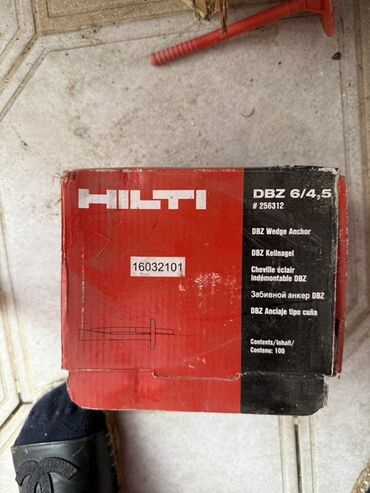 HILTI
DBZ 6/4,5
# 256312
DBZ Wedge Anchor
DBZ Keilnagel
Cheville éclair
indémontable DBZ
Забивной анкер DBZ
DBZ Anclaje tipo cuña
Contents/Inhalt/
Contenu: 100
16032101